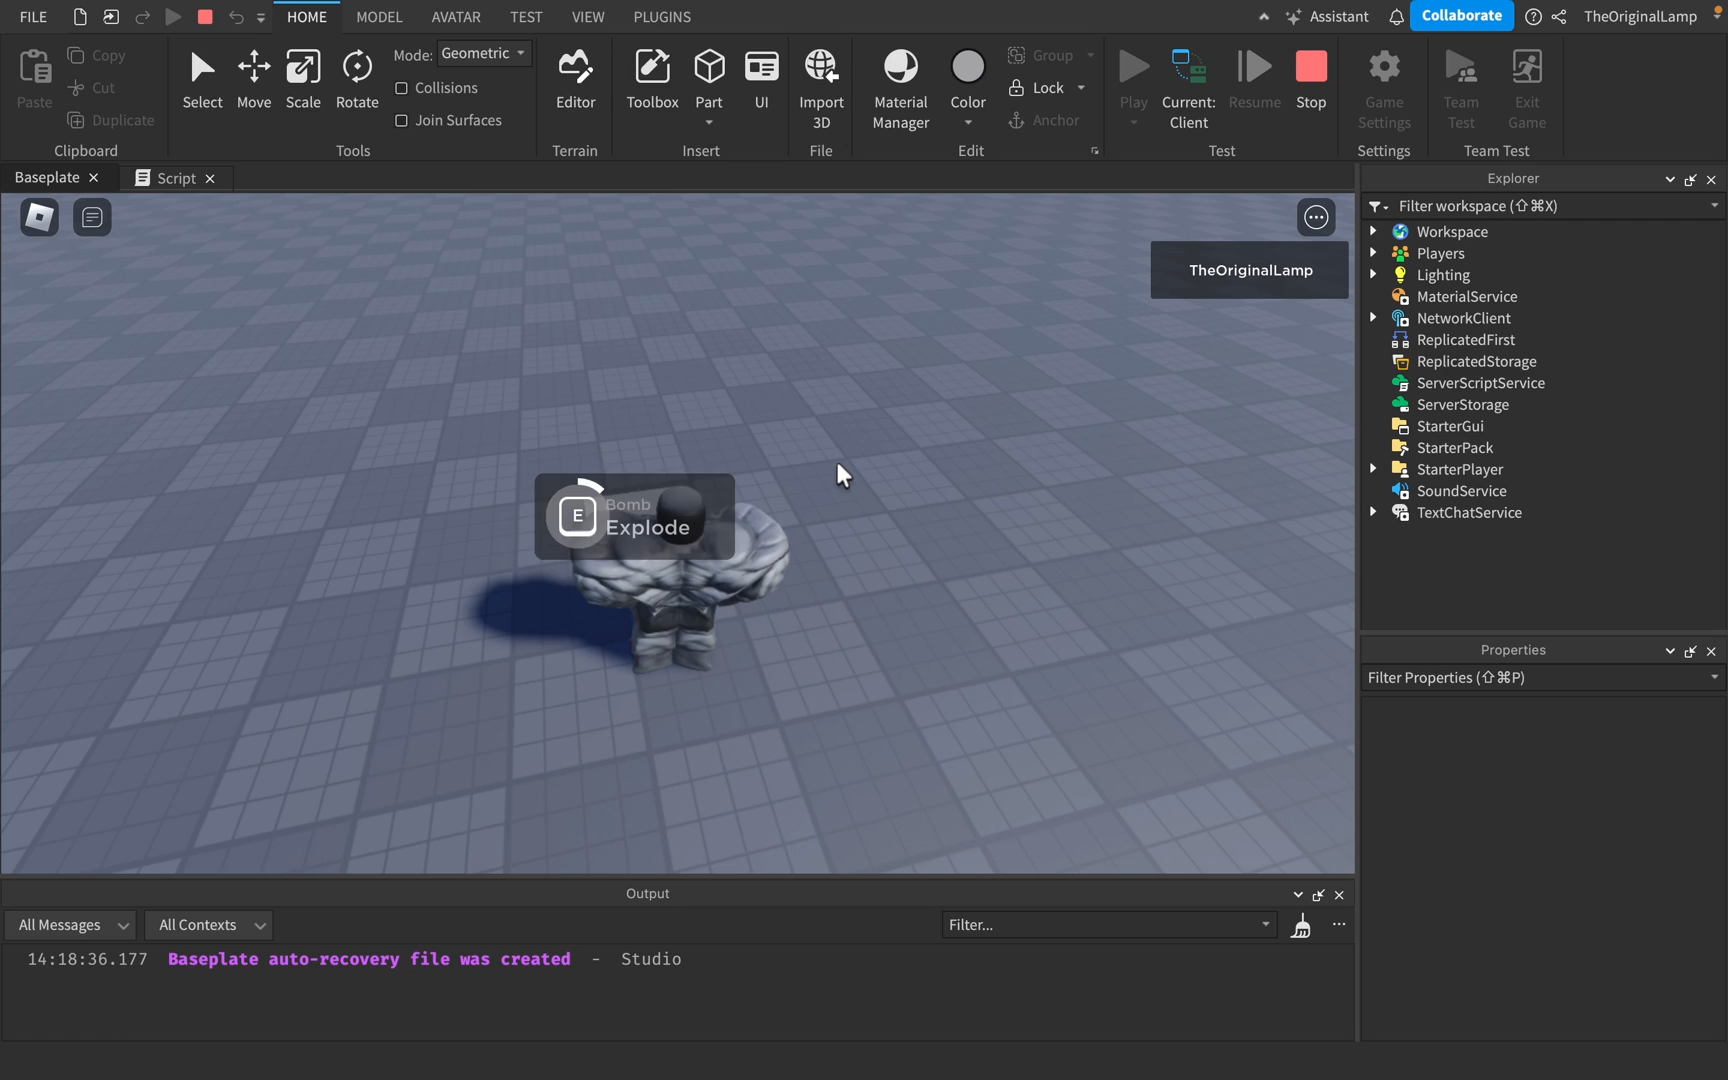 FILE
HOME
MODEL
AVATAR
TEST
VIEW
PLUGINS
Assistant
Collaborate
TheOriginalLamp
Paste
Copy
Cut
Duplicate
Clipboard
Select
Move
Scale
Rotate
Mode: Geometric
Collisions
Join Surfaces
Tools
Editor
Terrain
Toolbox
Part
UI
Insert
Import
3D
File
Material
Manager
Color
Group
Lock
Anchor
Edit
Play
Current:
Client
Resume
Stop
Test
Game
Settings
Settings
Team
Test
Exit
Game
Team Test
Baseplate
Script
TheOriginalLamp
E
Bomb
Explode
Explorer
Filter workspace (⇧⌘X)
Workspace
Players
Lighting
MaterialService
NetworkClient
ReplicatedFirst
ReplicatedStorage
ServerScriptService
ServerStorage
StarterGui
StarterPack
StarterPlayer
SoundService
TextChatService
Properties
Filter Properties (⇧⌘P)
Output
All Messages
All Contexts
Filter...
14:18:36.177 Baseplate auto-recovery file was created - Studio